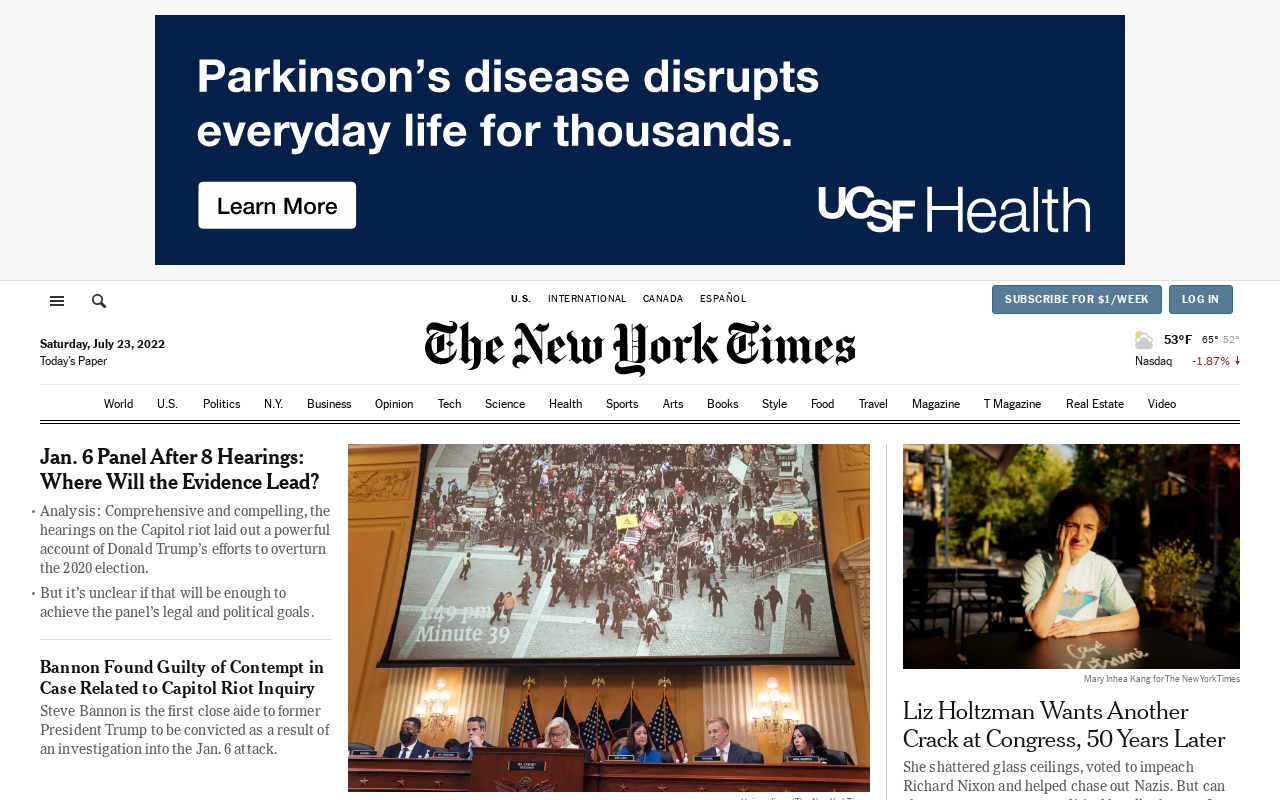 Parkinson's disease disrupts
everyday life for thousands.
Learn More
UCSF Health
U.S. INTERNATIONAL CANADA ESPAÑOL
SUBSCRIBE FOR $1/WEEK LOG IN
The New York Times
Saturday, July 23, 2022
Today's Paper
53°F 65° 52°
Nasdaq -1.87%
World U.S. Politics N.Y. Business Opinion Tech Science Health Sports Arts Books Style Food Travel Magazine T Magazine Real Estate Video
Jan. 6 Panel After 8 Hearings:
Where Will the Evidence Lead?
Analysis: Comprehensive and compelling, the
hearings on the Capitol riot laid out a powerful
account of Donald Trump's efforts to overturn
the 2020 election.
But it's unclear if that will be enough to
achieve the panel's legal and political goals.
Bannon Found Guilty of Contempt in
Case Related to Capitol Riot Inquiry
Steve Bannon is the first close aide to former
President Trump to be convicted as a result of
an investigation into the Jan. 6 attack.
1:49 pm
Minute 39
Mary Inhea Kang for The New York Times
Liz Holtzman Wants Another
Crack at Congress, 50 Years Later
She shattered glass ceilings, voted to impeach
Richard Nixon and helped chase out Nazis. But can